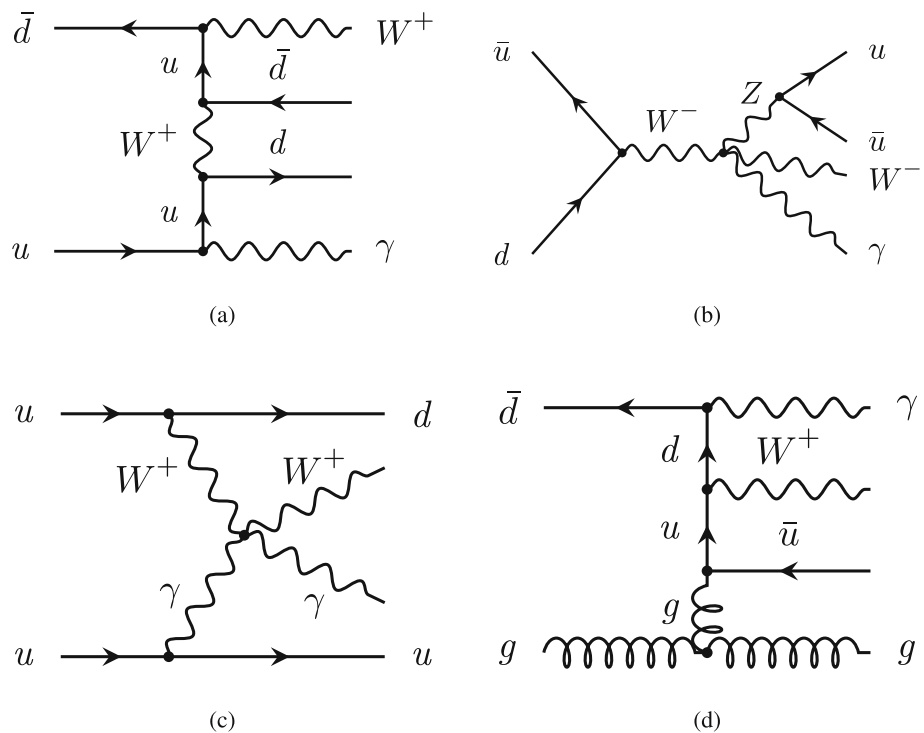 d̄ W⁺
u d̄
W⁺ d
u
u γ
(a)
ū u
Z
W⁻ ū
W⁻
d γ
(b)
u d
W⁺ W⁺
γ γ
u u
(c)
d̄ γ
d W⁺
u ū
g
g g
(d)